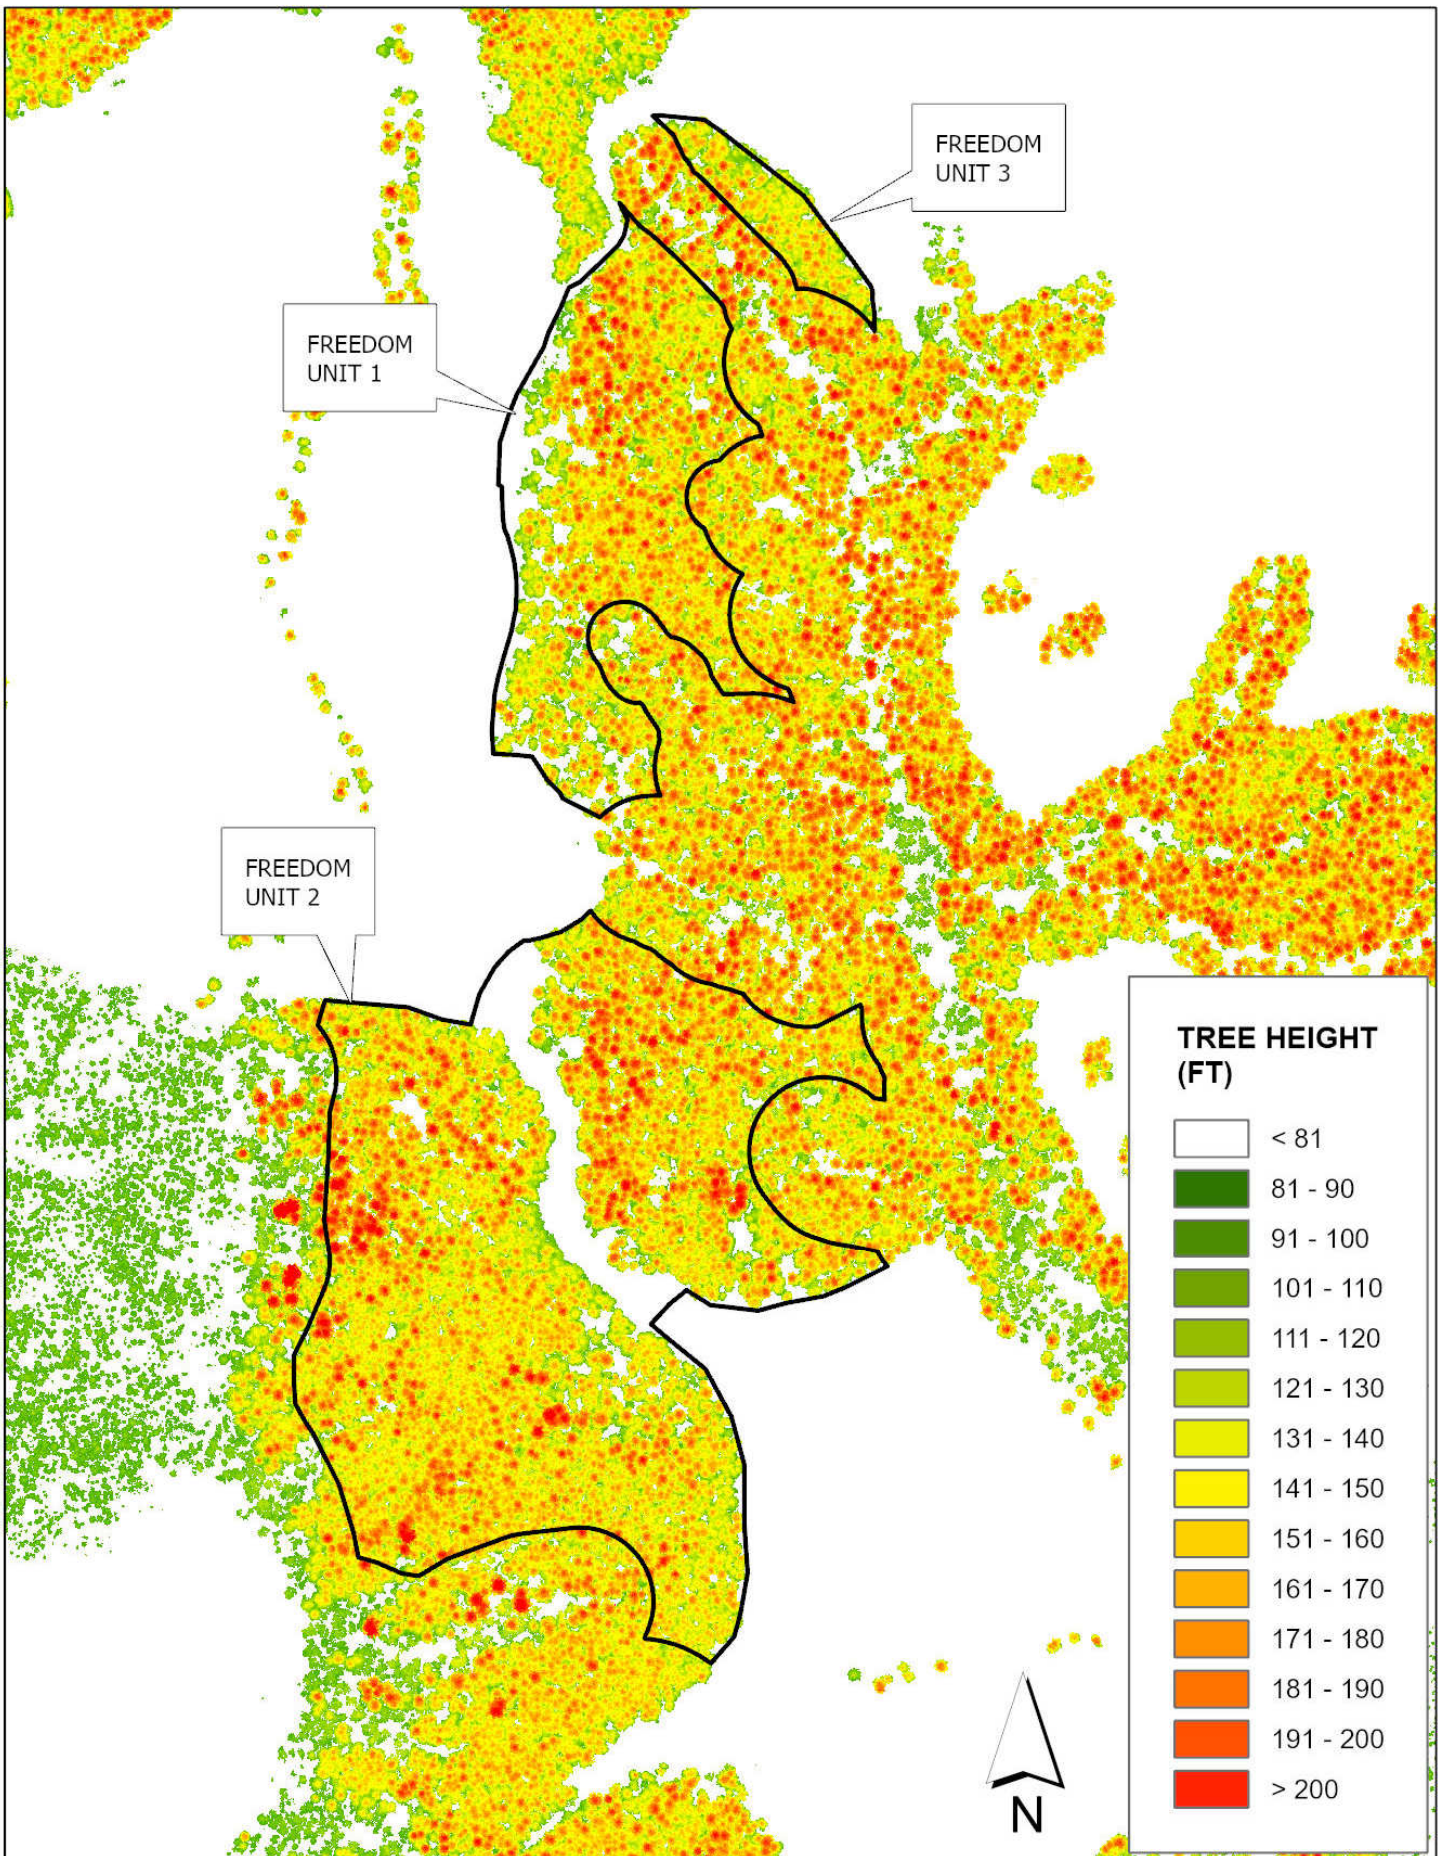 FREEDOM
UNIT 3
FREEDOM
UNIT 1
FREEDOM
UNIT 2
TREE HEIGHT
(FT)
< 81
81 - 90
91 - 100
101 - 110
111 - 120
121 - 130
131 - 140
141 - 150
151 - 160
161 - 170
171 - 180
181 - 190
191 - 200
> 200
N